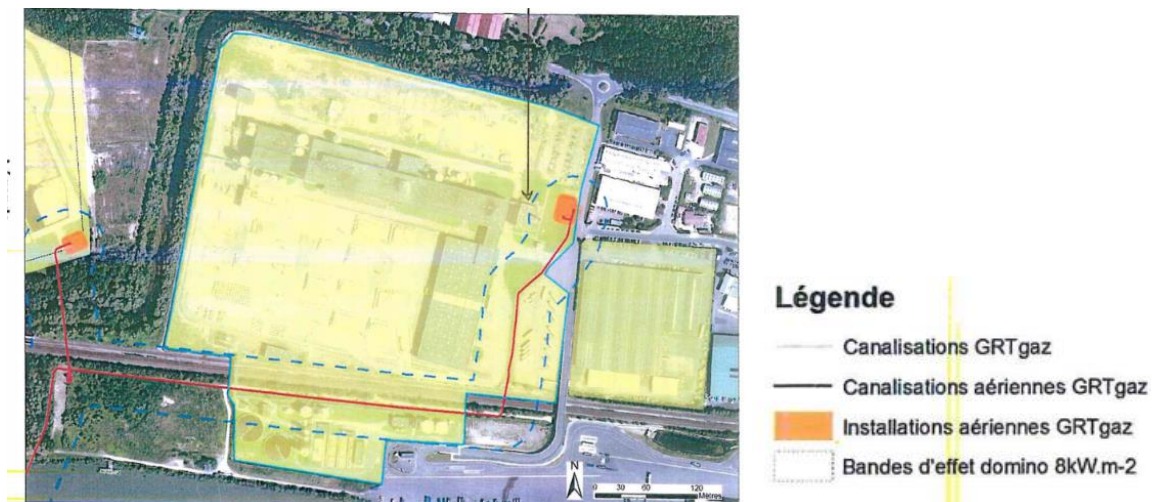 N
0 30 60 120
Mètres
Légende
Canalisations GRTgaz
Canalisations aériennes GRTgaz
Installations aériennes GRTgaz
Bandes d'effet domino 8kW.m-2